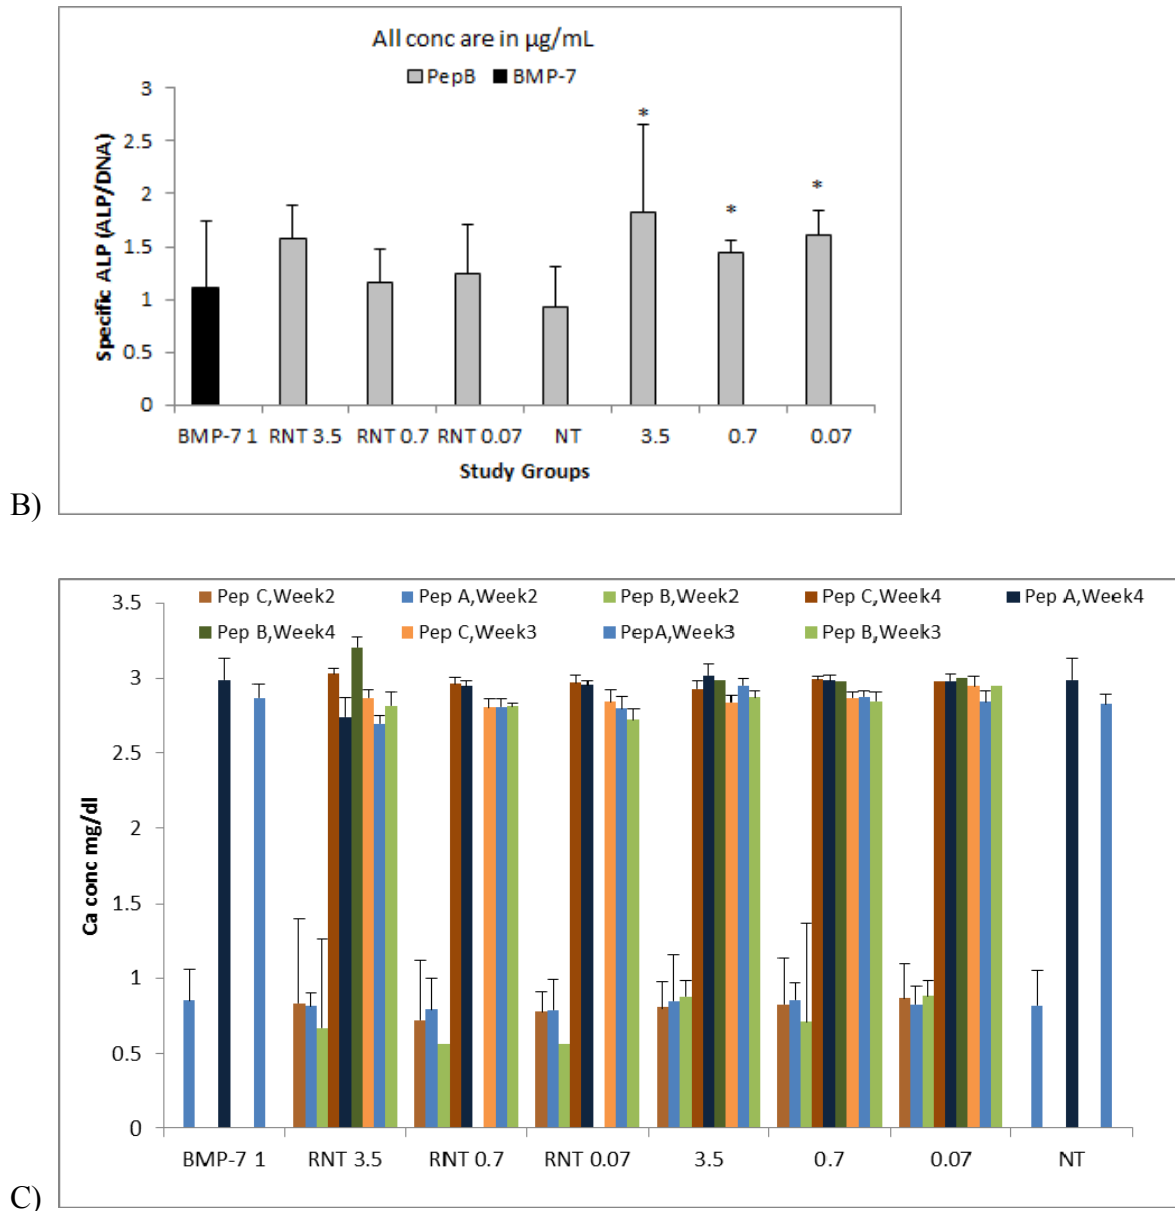 All conc are in µg/mL
PepB BMP-7
3
2.5
2
1.5
1
0.5
0
Specific ALP (ALP/DNA)
*
*
*
BMP-7 1 RNT 3.5 RNT 0.7 RNT 0.07 NT 3.5 0.7 0.07
Study Groups
B)
Pep C,Week2 Pep A,Week2 Pep B,Week2 Pep C,Week4 Pep A,Week4
Pep B,Week4 Pep C,Week3 PepA,Week3 Pep B,Week3
3.5
3
2.5
2
1.5
1
0.5
0
Ca conc mg/dl
BMP-7 1 RNT 3.5 RNT 0.7 RNT 0.07 3.5 0.7 0.07 NT
C)